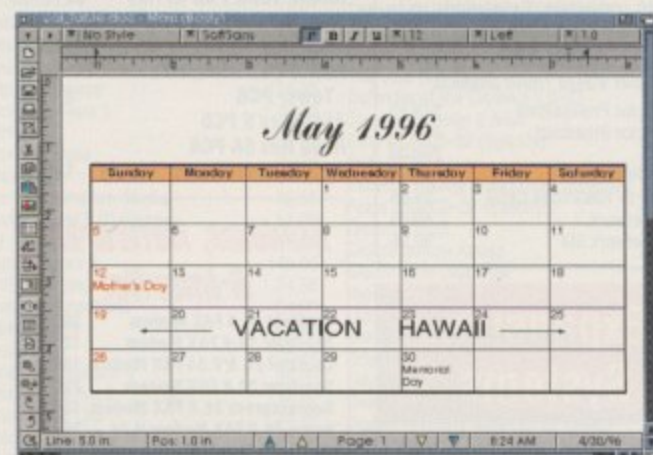 No Style SoftSans P B I U 12 Left 1.0
May 1996
Sunday Monday Tuesday Wednesday Thursday Friday Saturday
1 2 3 4
5 6 7 8 9 10 11
12 13 14 15 16 17 18
Mother's Day
19 20 21 22 23 24 25
VACATION HAWAII
26 27 28 29 30
Memorial
Day
Line: 5.0 in. Pos: 1.0 in. Page: 1 8:24 AM 4/30/96